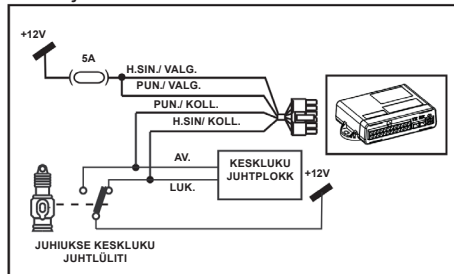 +12V
5A
H.SIN./ VALG.
PUN./ VALG.
PUN./ KOLL.
H.SIN/ KOLL.
AV.
LUK.
KESKLUKU
JUHTPLOKK
+12V
JUHIUKSE KESKLUKU
JUHTLÜLITI